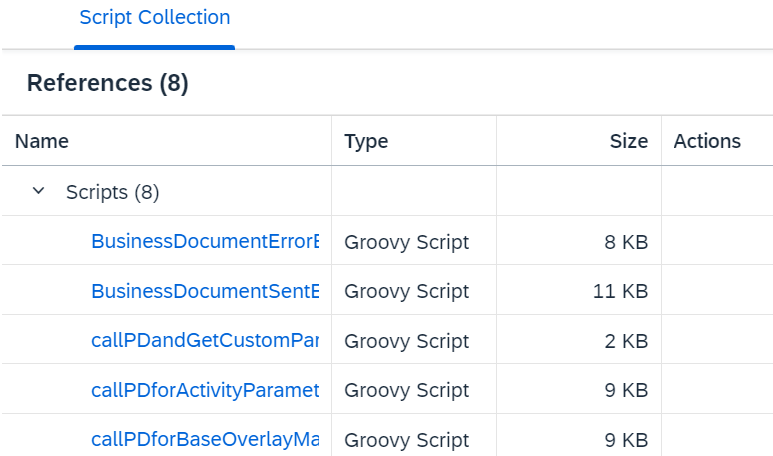 Script Collection
References (8)
Name Type Size Actions
Scripts (8)
BusinessDocumentErrorE Groovy Script 8 KB
BusinessDocumentSentE Groovy Script 11 KB
callPDandGetCustomPar Groovy Script 2 KB
callPDforActivityParamet Groovy Script 9 KB
callPDforBaseOverlayMa Groovy Script 9 KB